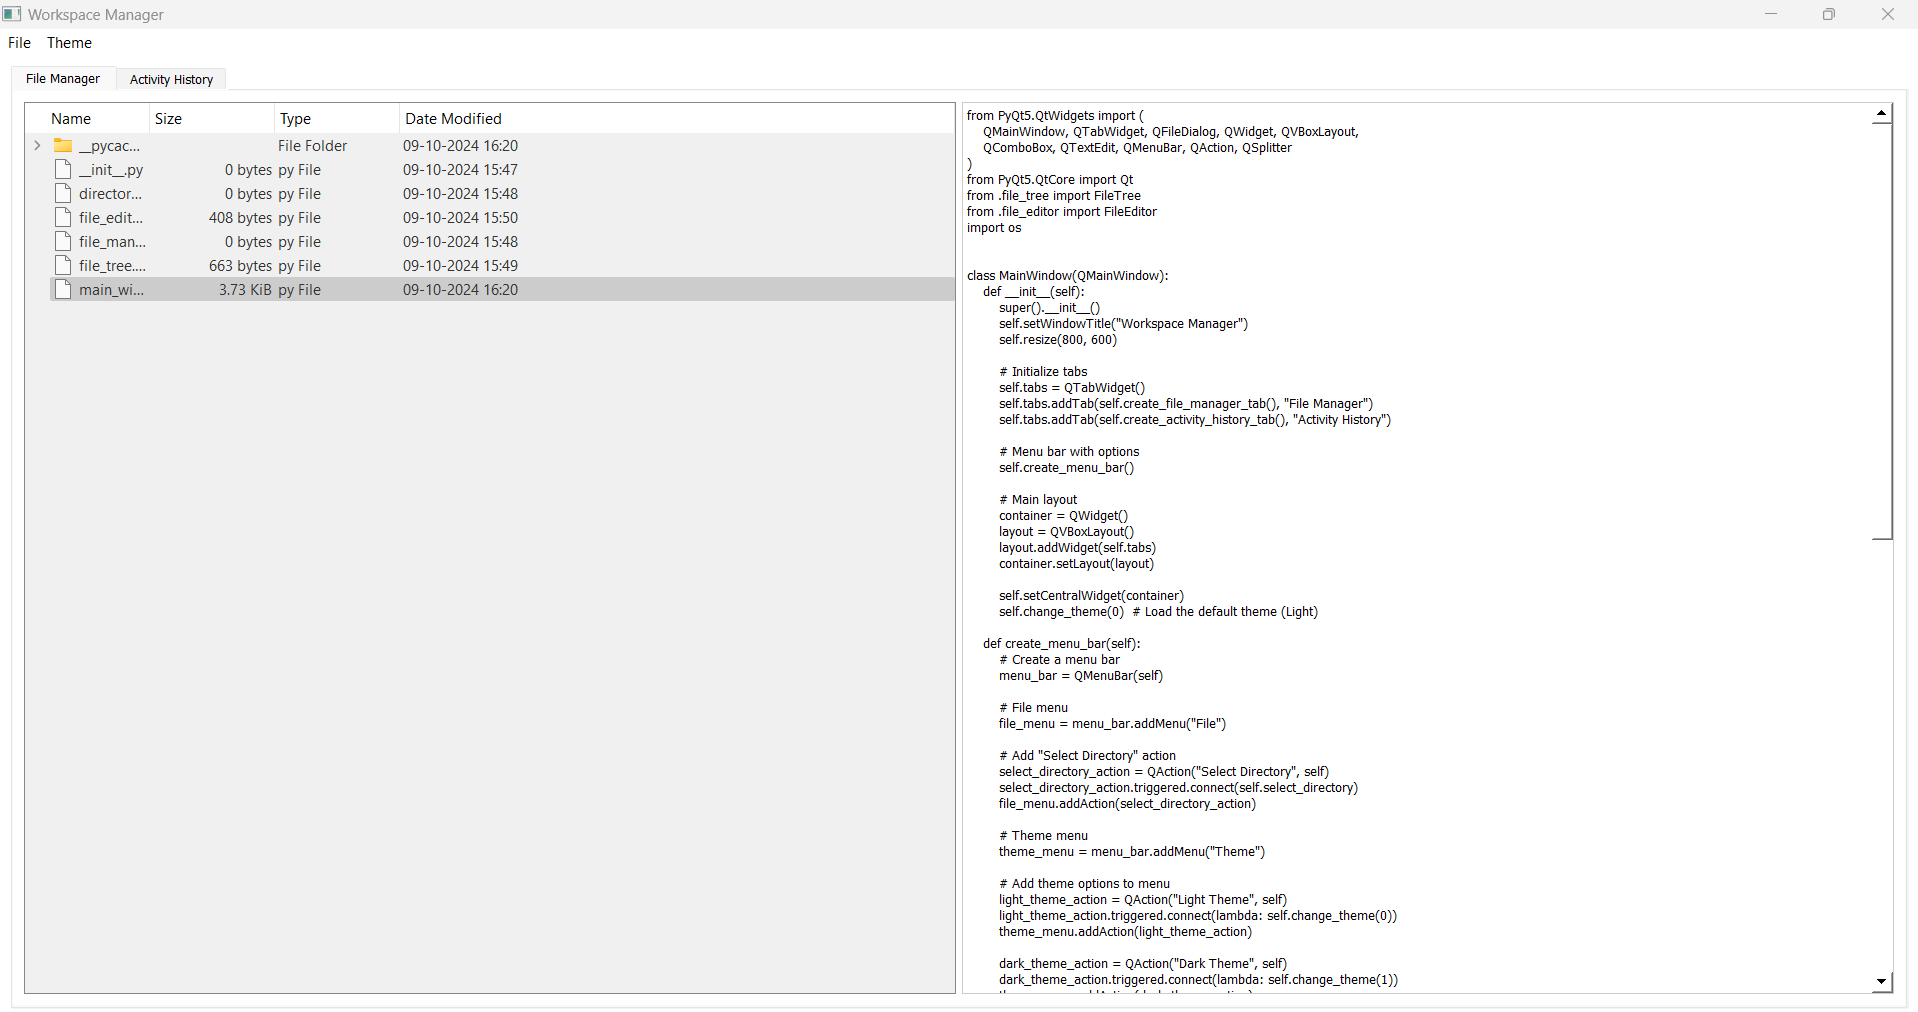 Workspace Manager
File Theme
File Manager Activity History
Name Size Type Date Modified
__pycac... File Folder 09-10-2024 16:20
__init__.py 0 bytes py File 09-10-2024 15:47
director... 0 bytes py File 09-10-2024 15:48
file_edit... 408 bytes py File 09-10-2024 15:50
file_man... 0 bytes py File 09-10-2024 15:48
file_tree.... 663 bytes py File 09-10-2024 15:49
main_wi... 3.73 KiB py File 09-10-2024 16:20
from PyQt5.QtWidgets import (
QMainWindow, QTabWidget, QFileDialog, QWidget, QVBoxLayout,
QComboBox, QTextEdit, QMenuBar, QAction, QSplitter
)
from PyQt5.QtCore import Qt
from .file_tree import FileTree
from .file_editor import FileEditor
import os
class MainWindow(QMainWindow):
def __init__(self):
super().__init__()
self.setWindowTitle("Workspace Manager")
self.resize(800, 600)
# Initialize tabs
self.tabs = QTabWidget()
self.tabs.addTab(self.create_file_manager_tab(), "File Manager")
self.tabs.addTab(self.create_activity_history_tab(), "Activity History")
# Menu bar with options
self.create_menu_bar()
# Main layout
container = QWidget()
layout = QVBoxLayout()
layout.addWidget(self.tabs)
container.setLayout(layout)
self.setCentralWidget(container)
self.change_theme(0) # Load the default theme (Light)
def create_menu_bar(self):
# Create a menu bar
menu_bar = QMenuBar(self)
# File menu
file_menu = menu_bar.addMenu("File")
# Add "Select Directory" action
select_directory_action = QAction("Select Directory", self)
select_directory_action.triggered.connect(self.select_directory)
file_menu.addAction(select_directory_action)
# Theme menu
theme_menu = menu_bar.addMenu("Theme")
# Add theme options to menu
light_theme_action = QAction("Light Theme", self)
light_theme_action.triggered.connect(lambda: self.change_theme(0))
theme_menu.addAction(light_theme_action)
dark_theme_action = QAction("Dark Theme", self)
dark_theme_action.triggered.connect(lambda: self.change_theme(1))